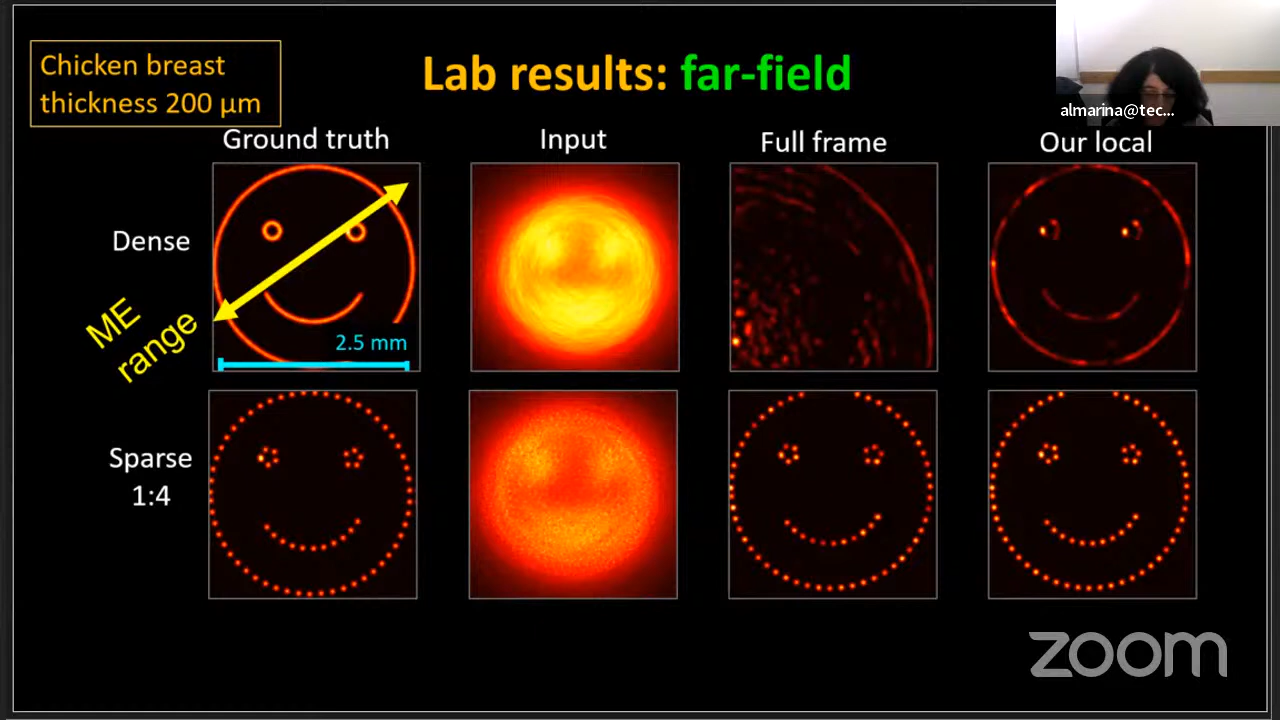 Chicken breast
thickness 200 µm
Lab results: far-field
almarina@tec...
Ground truth
Input
Full frame
Our local
Dense
ME
range
2.5 mm
Sparse
1:4
zoom